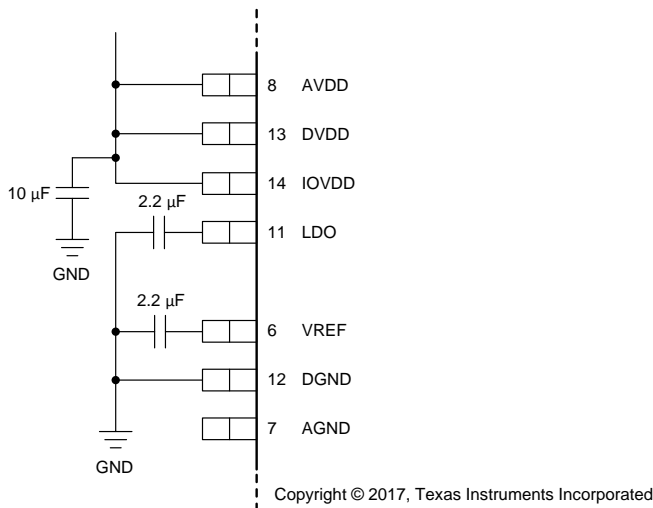 8 AVDD
13 DVDD
10 µF
14 IOVDD
2.2 µF
11 LDO
GND
2.2 µF
6 VREF
12 DGND
7 AGND
GND
Copyright © 2017, Texas Instruments Incorporated